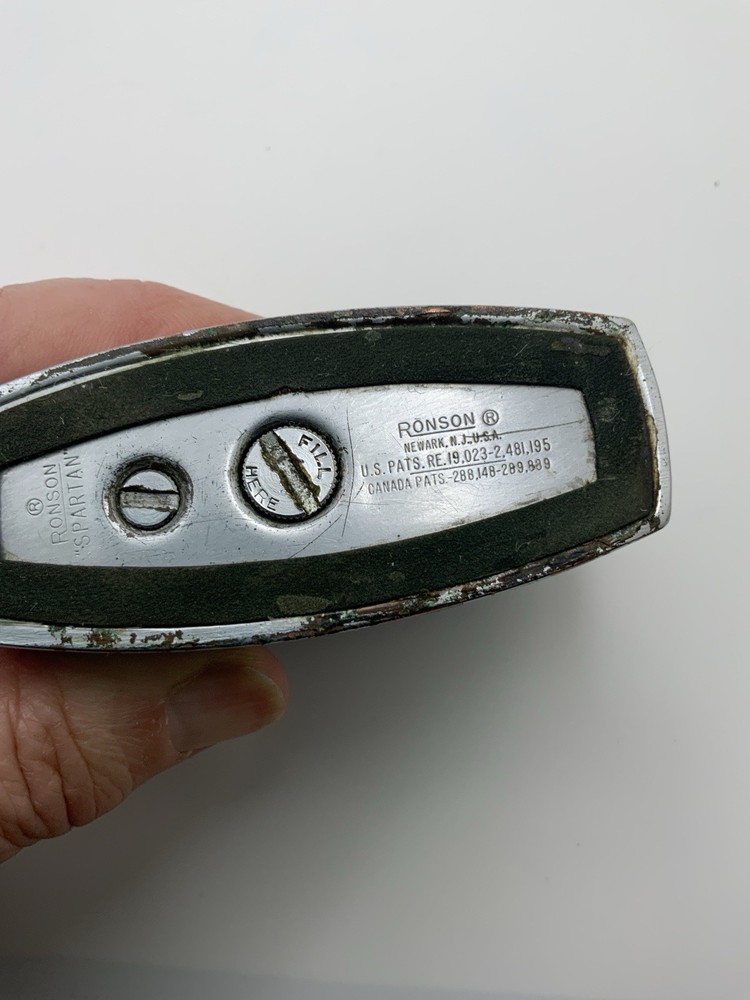 RONSON ®
NEWARK. N.J. U.S.A.
U.S. PATS. RE.19,023-2,481,195
CANADA PATS.-288,148-289,889
FILL
HERE
®
RONSON
"SPARTAN"